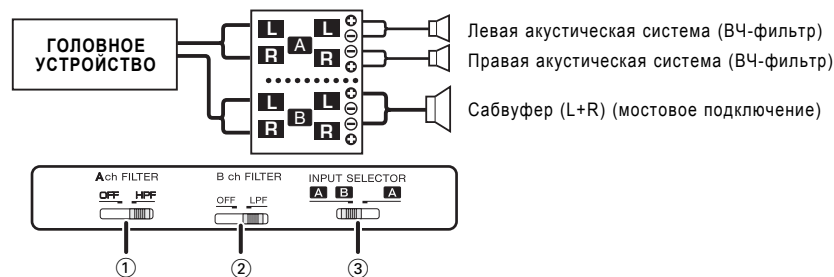 ГОЛОВНОЕ
УСТРОЙСТВО
L L ⊕
A ⊖
R R ⊖
⊕
L L ⊕
B ⊖
R R ⊖
⊕
Левая акустическая система (ВЧ-фильтр)
Правая акустическая система (ВЧ-фильтр)
Сабвуфер (L+R) (мостовое подключение)
A ch FILTER
OFF HPF
B ch FILTER
OFF LPF
INPUT SELECTOR
A B A
① ② ③